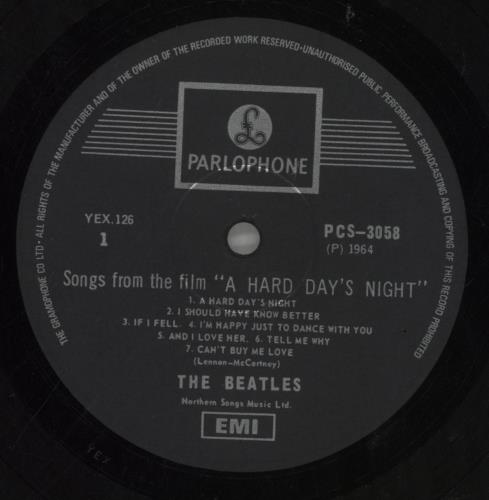 THE GRAMOPHONE CO LTD· ALL RIGHTS OF THE MANUFACTURER AND OF THE OWNER OF THE RECORDED WORK RESERVED-UNAUTHORISED PUBLIC PERFORMANCE BROADCASTING AND COPYING OF THIS RECORD PROHIBITED
£
PARLOPHONE
YEX.126
1
PCS-3058
(P) 1964
Songs from the film "A HARD DAY'S NIGHT"
1. A HARD DAY'S NIGHT
2. I SHOULD HAVE KNOW BETTER
3. IF I FELL. 4. I'M HAPPY JUST TO DANCE WITH YOU
5. AND I LOVE HER. 6. TELL ME WHY
7. CAN'T BUY ME LOVE
(Lennon-McCartney)
THE BEATLES
Northern Songs Music Ltd.
EMI
YEX